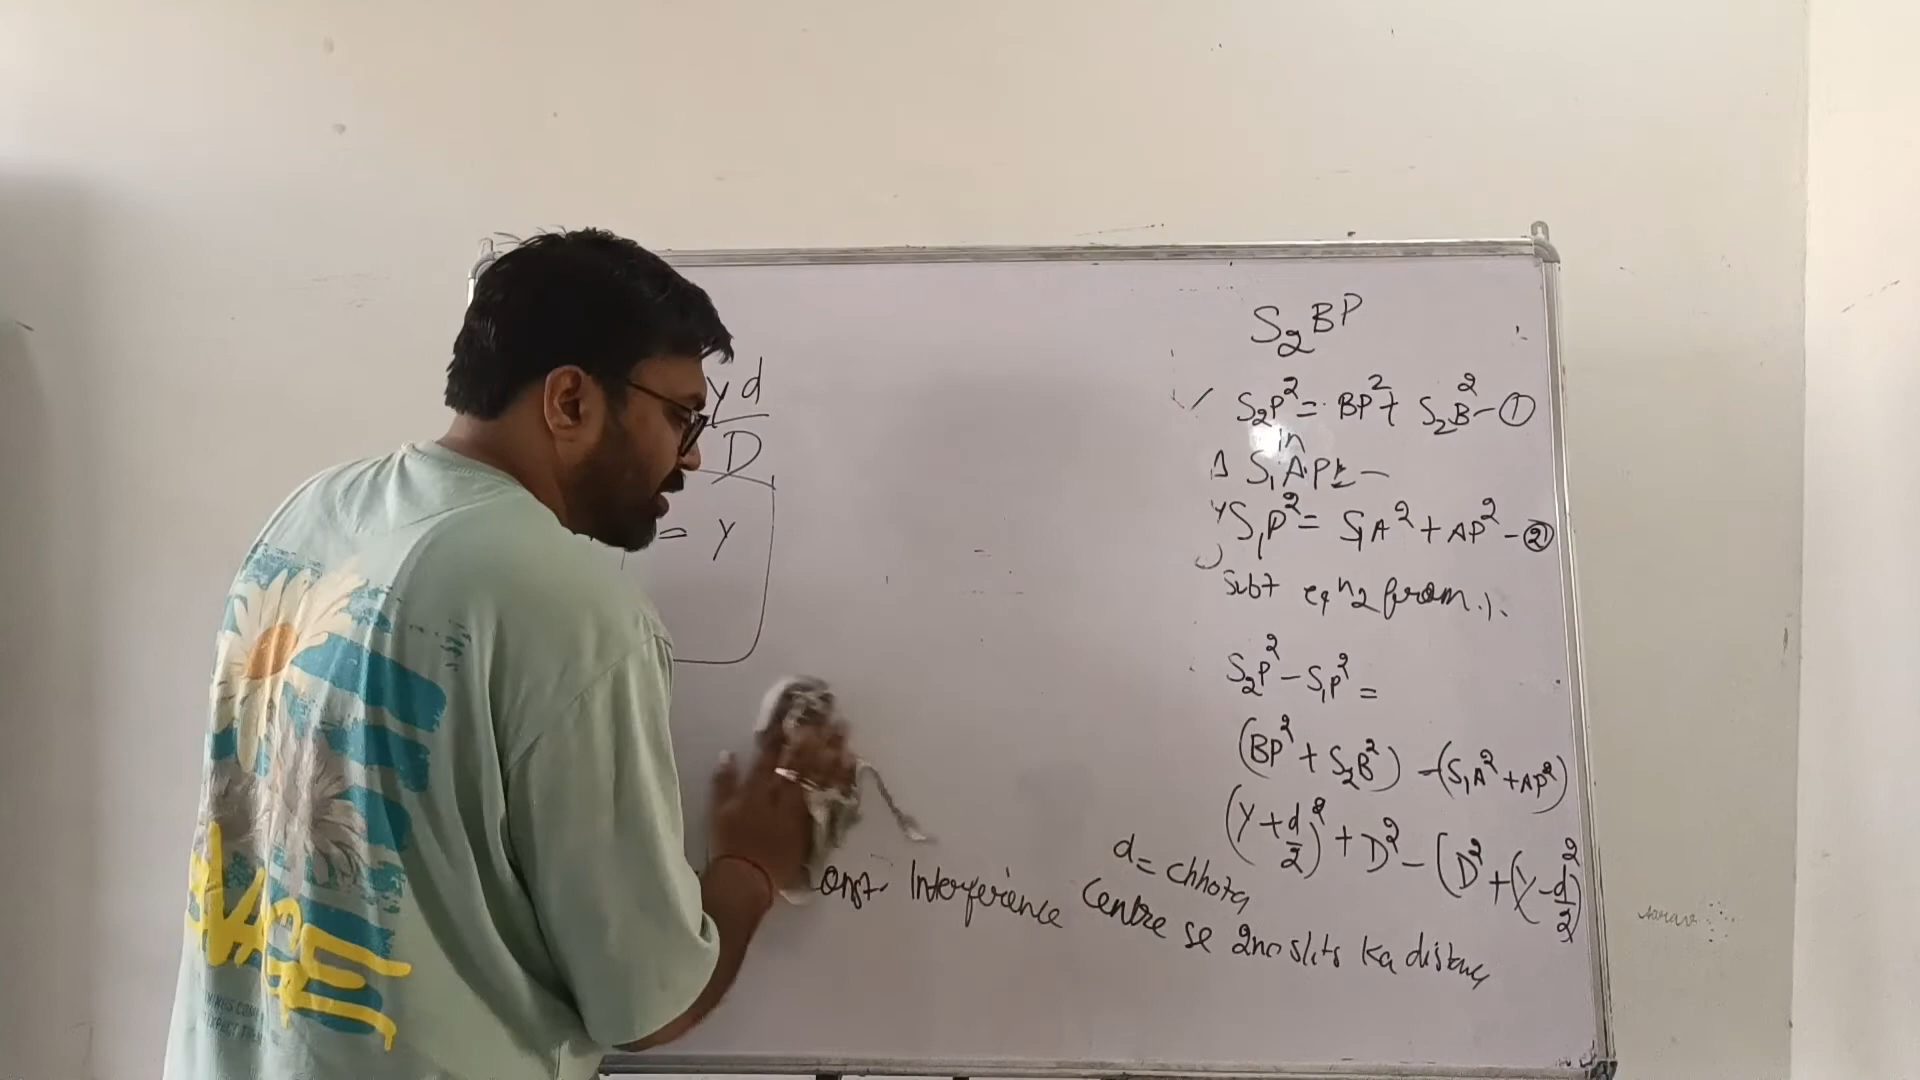 yd
D
= y
S₂BP
S₂P² = BP² + S₂B² - ①
in
Δ S₁AP
S₁P² = S₁A² + AP² - ②
Subt eqn 2 from 1.
S₂P² - S₁P² =
(BP² + S₂B²) - (S₁A² + AP²)
(Y + d/2)² + D² - (D² + (Y - d/2)²
d = chhota
onst. Interference Centre se 2no slits ka distance